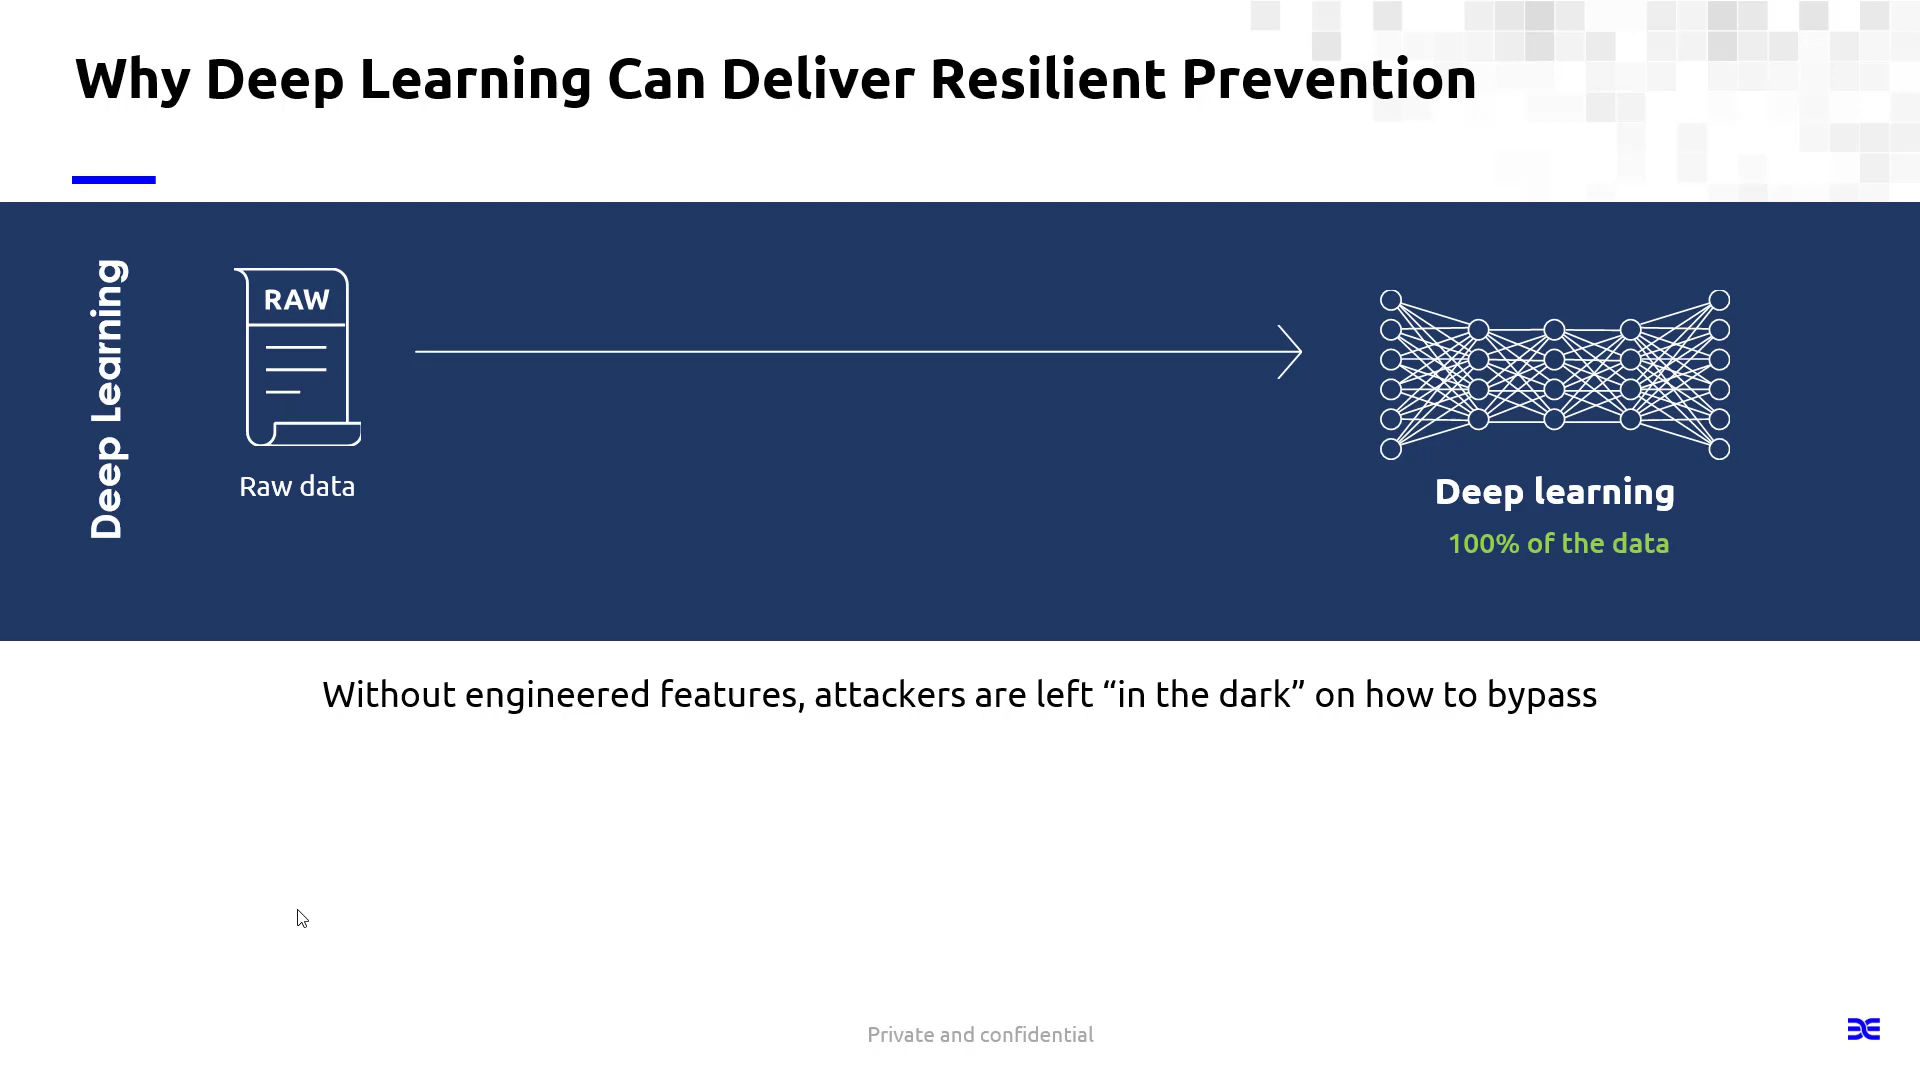 Why Deep Learning Can Deliver Resilient Prevention
Deep Learning
RAW
Raw data
Deep learning
100% of the data
Without engineered features, attackers are left “in the dark” on how to bypass
Private and confidential